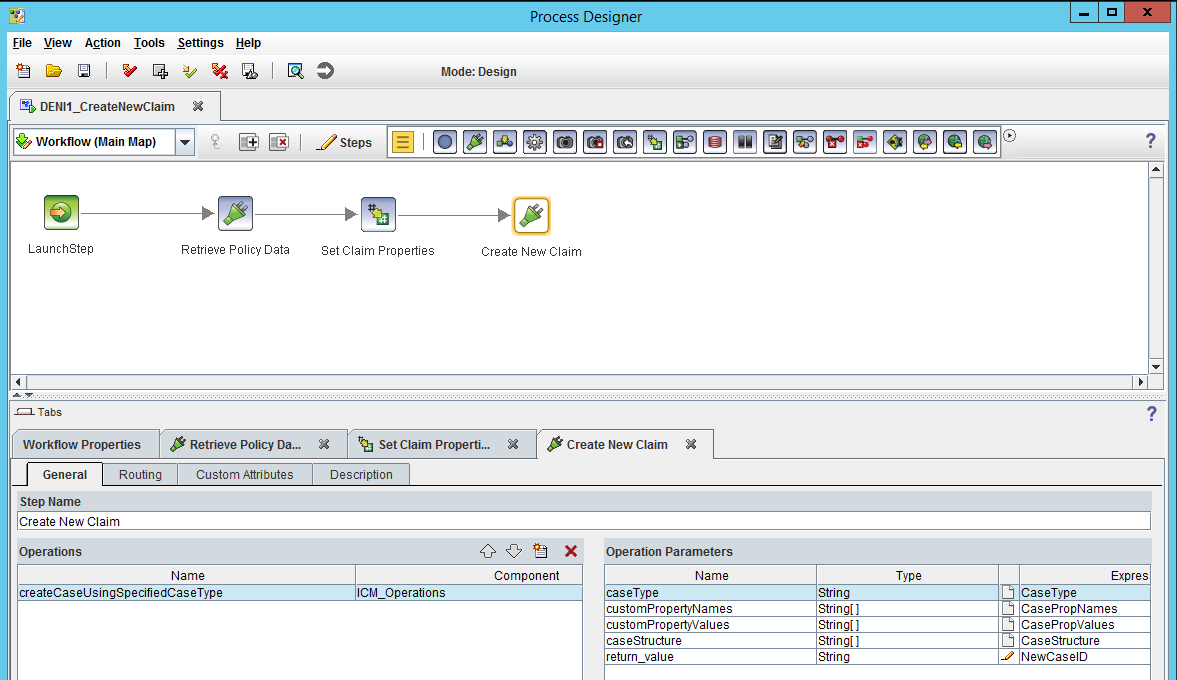 Process Designer
File View Action Tools Settings Help
Mode: Design
DENI1_CreateNewClaim
Workflow (Main Map) Steps ?
LaunchStep Retrieve Policy Data Set Claim Properties Create New Claim
Tabs ?
Workflow Properties Retrieve Policy Da... Set Claim Properti... Create New Claim
General Routing Custom Attributes Description
Step Name
Create New Claim
Operations Operation Parameters
Name Component Name Type Expres
createCaseUsingSpecifiedCaseType ICM_Operations caseType String CaseType
customPropertyNames String[ ] CasePropNames
customPropertyValues String[ ] CasePropValues
caseStructure String[ ] CaseStructure
return_value String NewCaseID